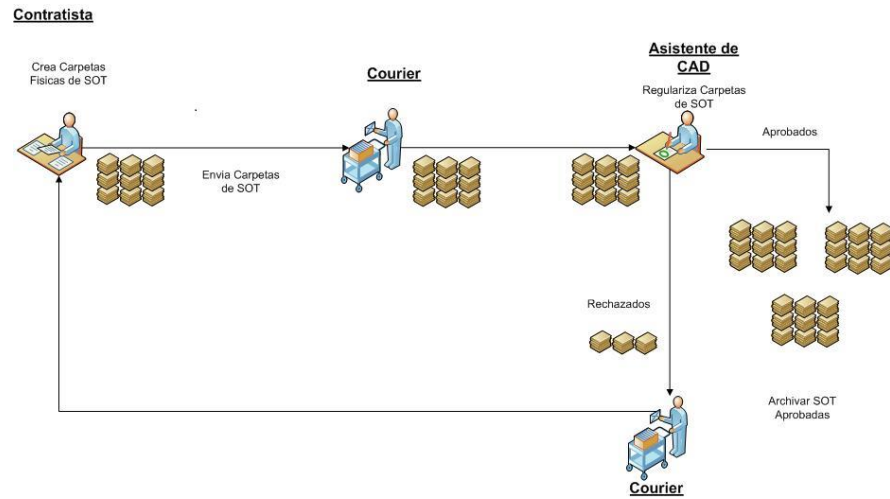 Contratista
Crea Carpetas
Fisicas de SOT
Envia Carpetas
de SOT
Courier
Asistente de
CAD
Regulariza Carpetas
de SOT
Aprobados
Rechazados
Archivar SOT
Aprobadas
Courier